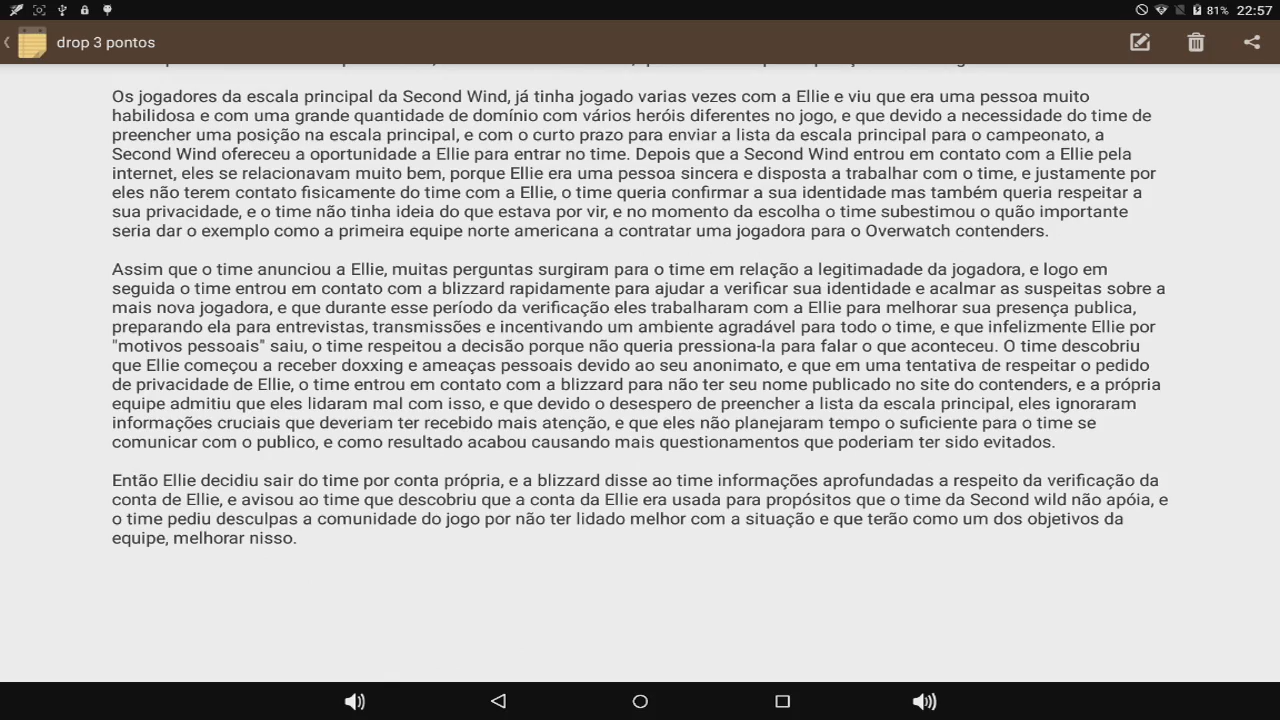 81% 22:57
drop 3 pontos
Os jogadores da escala principal da Second Wind, já tinha jogado varias vezes com a Ellie e viu que era uma pessoa muito
habilidosa e com uma grande quantidade de domínio com vários heróis diferentes no jogo, e que devido a necessidade do time de
preencher uma posição na escala principal, e com o curto prazo para enviar a lista da escala principal para o campeonato, a
Second Wind ofereceu a oportunidade a Ellie para entrar no time. Depois que a Second Wind entrou em contato com a Ellie pela
internet, eles se relacionavam muito bem, porque Ellie era uma pessoa sincera e disposta a trabalhar com o time, e justamente por
eles não terem contato fisicamente do time com a Ellie, o time queria confirmar a sua identidade mas também queria respeitar a
sua privacidade, e o time não tinha ideia do que estava por vir, e no momento da escolha o time subestimou o quão importante
seria dar o exemplo como a primeira equipe norte americana a contratar uma jogadora para o Overwatch contenders.
Assim que o time anunciou a Ellie, muitas perguntas surgiram para o time em relação a legitimadade da jogadora, e logo em
seguida o time entrou em contato com a blizzard rapidamente para ajudar a verificar sua identidade e acalmar as suspeitas sobre a
mais nova jogadora, e que durante esse período da verificação eles trabalharam com a Ellie para melhorar sua presença publica,
preparando ela para entrevistas, transmissões e incentivando um ambiente agradável para todo o time, e que infelizmente Ellie por
"motivos pessoais" saiu, o time respeitou a decisão porque não queria pressiona-la para falar o que aconteceu. O time descobriu
que Ellie começou a receber doxxing e ameaças pessoais devido ao seu anonimato, e que em uma tentativa de respeitar o pedido
de privacidade de Ellie, o time entrou em contato com a blizzard para não ter seu nome publicado no site do contenders, e a própria
equipe admitiu que eles lidaram mal com isso, e que devido o desespero de preencher a lista da escala principal, eles ignoraram
informações cruciais que deveriam ter recebido mais atenção, e que eles não planejaram tempo o suficiente para o time se
comunicar com o publico, e como resultado acabou causando mais questionamentos que poderiam ter sido evitados.
Então Ellie decidiu sair do time por conta própria, e a blizzard disse ao time informações aprofundadas a respeito da verificação da
conta de Ellie, e avisou ao time que descobriu que a conta da Ellie era usada para propósitos que o time da Second wild não apóia, e
o time pediu desculpas a comunidade do jogo por não ter lidado melhor com a situação e que terão como um dos objetivos da
equipe, melhorar nisso.